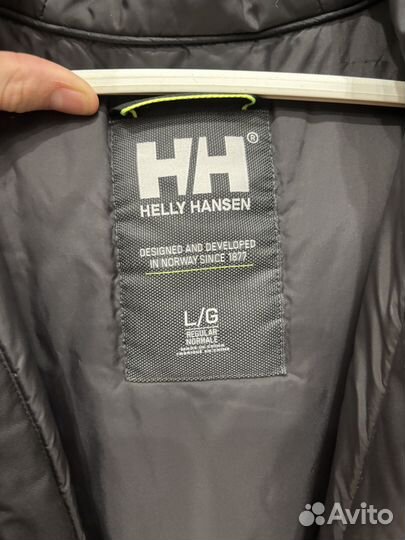 HH®
HELLY HANSEN
DESIGNED AND DEVELOPED
IN NORWAY SINCE 1877
L/G
REGULAR
NORMALE
Avito